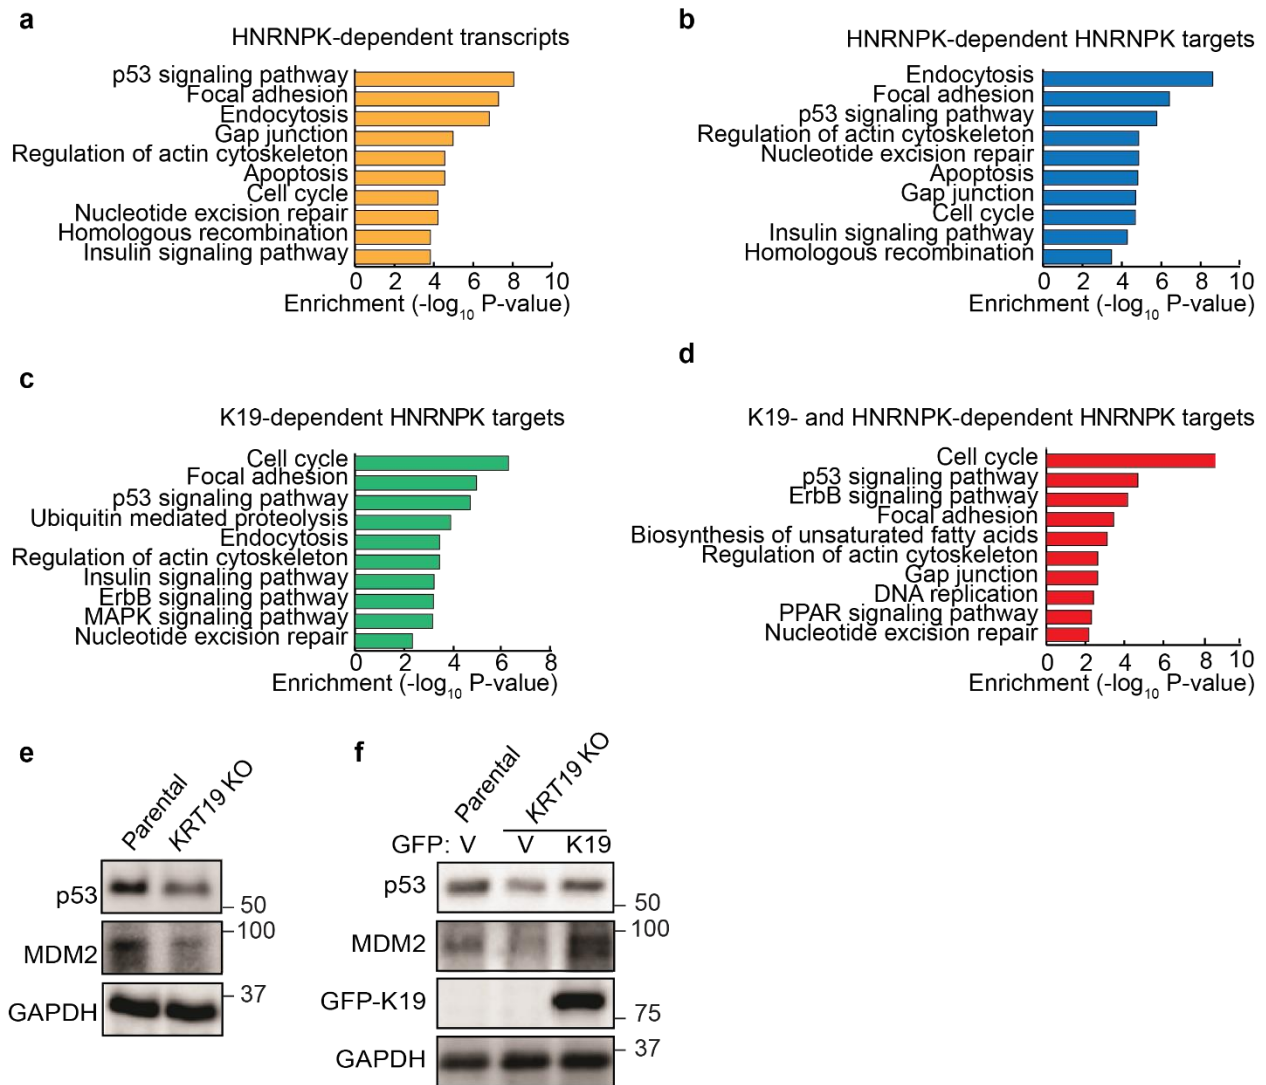 a
HNRNPK-dependent transcripts
p53 signaling pathway
Focal adhesion
Endocytosis
Gap junction
Regulation of actin cytoskeleton
Apoptosis
Cell cycle
Nucleotide excision repair
Homologous recombination
Insulin signaling pathway
0 2 4 6 8 10
Enrichment (-log10 P-value)
b
HNRNPK-dependent HNRNPK targets
Endocytosis
Focal adhesion
p53 signaling pathway
Regulation of actin cytoskeleton
Nucleotide excision repair
Apoptosis
Gap junction
Cell cycle
Insulin signaling pathway
Homologous recombination
0 2 4 6 8 10
Enrichment (-log10 P-value)
c
K19-dependent HNRNPK targets
Cell cycle
Focal adhesion
p53 signaling pathway
Ubiquitin mediated proteolysis
Endocytosis
Regulation of actin cytoskeleton
Insulin signaling pathway
ErbB signaling pathway
MAPK signaling pathway
Nucleotide excision repair
0 2 4 6 8
Enrichment (-log10 P-value)
d
K19- and HNRNPK-dependent HNRNPK targets
Cell cycle
p53 signaling pathway
ErbB signaling pathway
Focal adhesion
Biosynthesis of unsaturated fatty acids
Regulation of actin cytoskeleton
Gap junction
DNA replication
PPAR signaling pathway
Nucleotide excision repair
0 2 4 6 8 10
Enrichment (-log10 P-value)
e
Parental
KRT19 KO
p53
50
100
MDM2
37
GAPDH
f
Parental
KRT19 KO
GFP: V V K19
p53
50
100
MDM2
GFP-K19
75
37
GAPDH